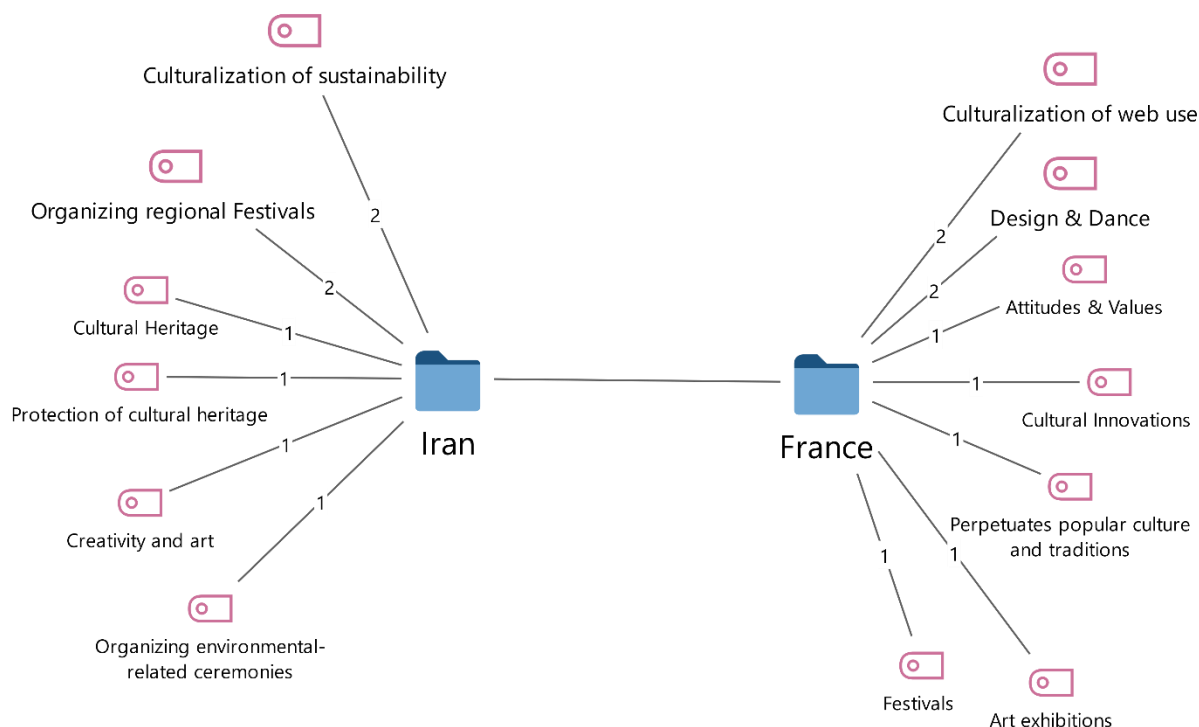 Culturalization of sustainability
2
Organizing regional Festivals
2
Cultural Heritage
1
Protection of cultural heritage
1
Creativity and art
1
Organizing environmental-
related ceremonies
1
Iran
France
Culturalization of web use
2
Design & Dance
2
Attitudes & Values
1
Cultural Innovations
1
Perpetuates popular culture
and traditions
1
Art exhibitions
1
Festivals
1